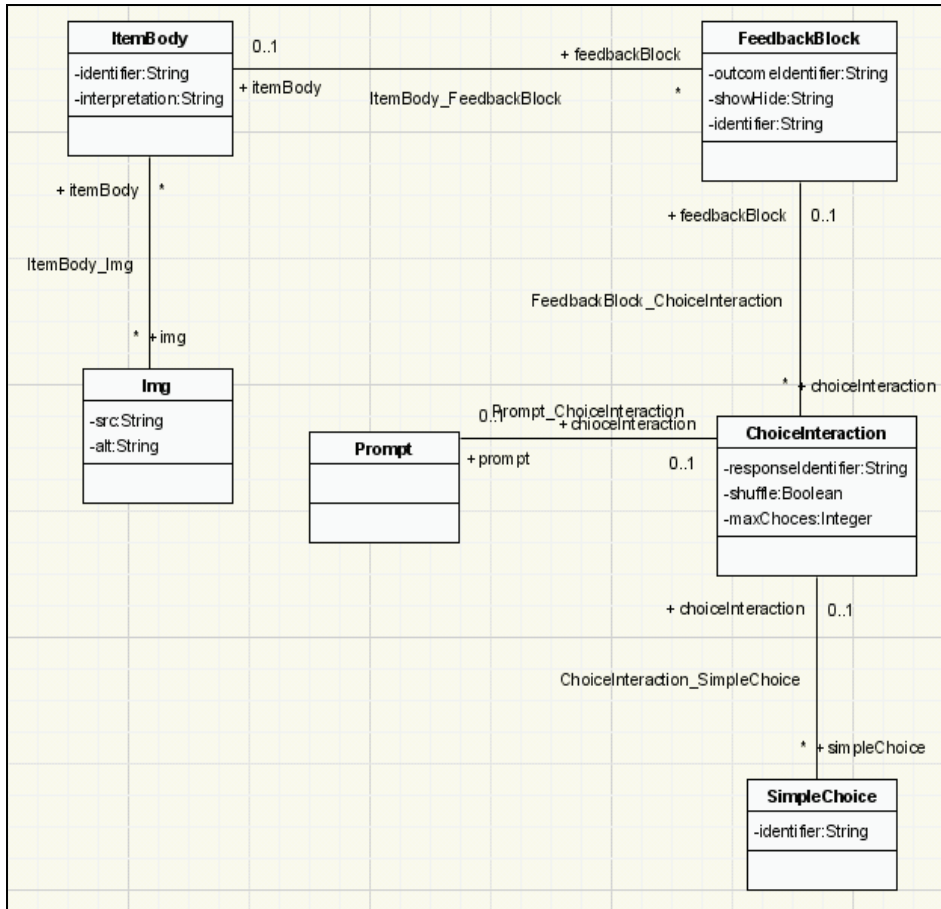 ItemBody
-identifier:String
-interpretation:String
0..1
+ itemBody
+ feedbackBlock
ItemBody_FeedbackBlock
*
FeedbackBlock
-outcomeIdentifier:String
-showHide:String
-identifier:String
+ itemBody *
ItemBody_Img
* + img
Img
-src:String
-alt:String
+ feedbackBlock 0..1
FeedbackBlock_ChoiceInteraction
* + choiceInteraction
Prompt
0..1
Prompt_ChoiceInteraction
+ chioceInteraction
+ prompt
0..1
ChoiceInteraction
-responseIdentifier:String
-shuffle:Boolean
-maxChoces:Integer
+ choiceInteraction 0..1
ChoiceInteraction_SimpleChoice
* + simpleChoice
SimpleChoice
-identifier:String